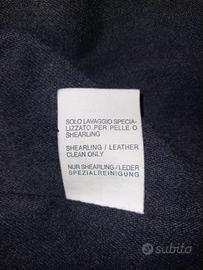 SOLO LAVAGGIO SPECIA-
LIZZATO PER PELLE O
SHEARLING
SHEARLING / LEATHER
CLEAN ONLY
NUR SHEARLING/LEDER
SPEZIALREINIGUNG
subito